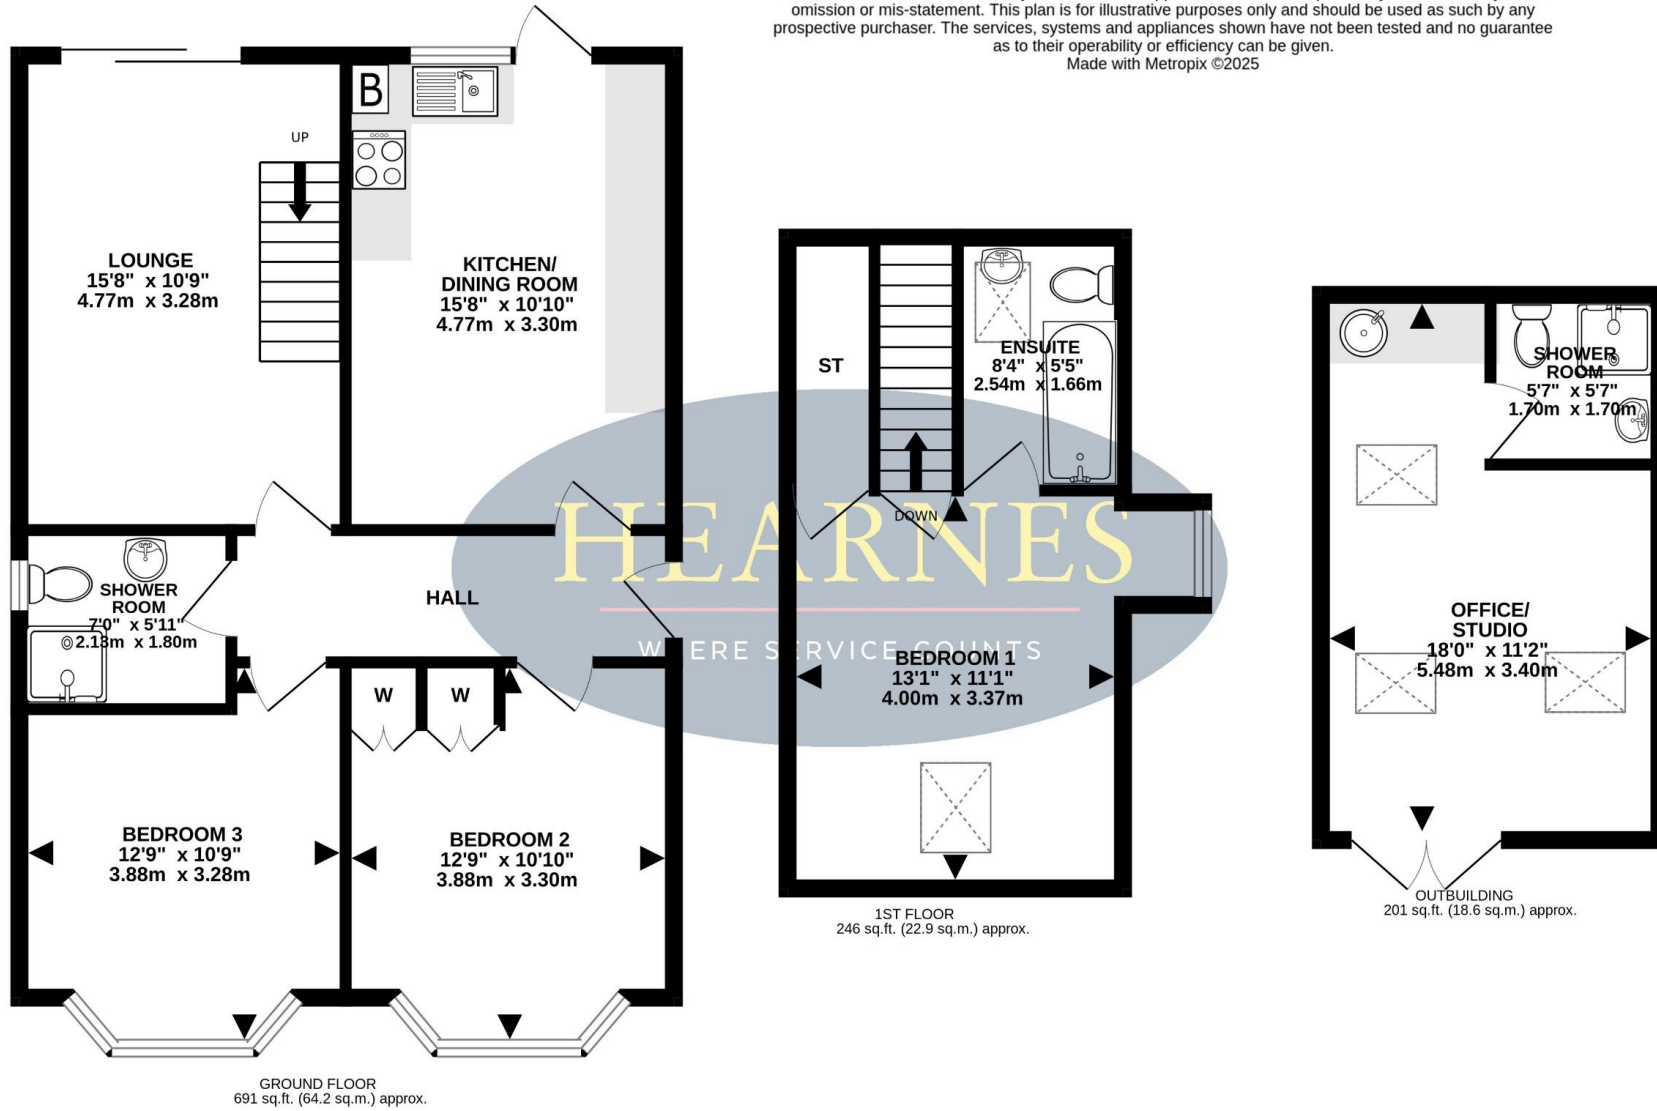 omission or mis-statement. This plan is for illustrative purposes only and should be used as such by any
prospective purchaser. The services, systems and appliances shown have not been tested and no guarantee
as to their operability or efficiency can be given.
Made with Metropix ©2025
B
UP
LOUNGE
15'8" x 10'9"
4.77m x 3.28m
KITCHEN/
DINING ROOM
15'8" x 10'10"
4.77m x 3.30m
SHOWER
ROOM
7'0" x 5'11"
2.13m x 1.80m
HALL
W
W
BEDROOM 3
12'9" x 10'9"
3.88m x 3.28m
BEDROOM 2
12'9" x 10'10"
3.88m x 3.30m
GROUND FLOOR
691 sq.ft. (64.2 sq.m.) approx.
ST
ENSUITE
8'4" x 5'5"
2.54m x 1.66m
DOWN
HEARNES
WHERE SERVICE COUNTS
BEDROOM 1
13'1" x 11'1"
4.00m x 3.37m
1ST FLOOR
246 sq.ft. (22.9 sq.m.) approx.
SHOWER
ROOM
5'7" x 5'7"
1.70m x 1.70m
OFFICE/
STUDIO
18'0" x 11'2"
5.48m x 3.40m
OUTBUILDING
201 sq.ft. (18.6 sq.m.) approx.